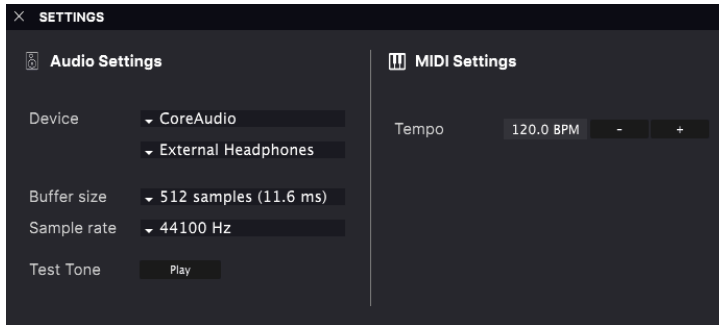 × SETTINGS
Audio Settings
Device
CoreAudio
External Headphones
Buffer size
512 samples (11.6 ms)
Sample rate
44100 Hz
Test Tone
Play
MIDI Settings
Tempo
120.0 BPM
-
+